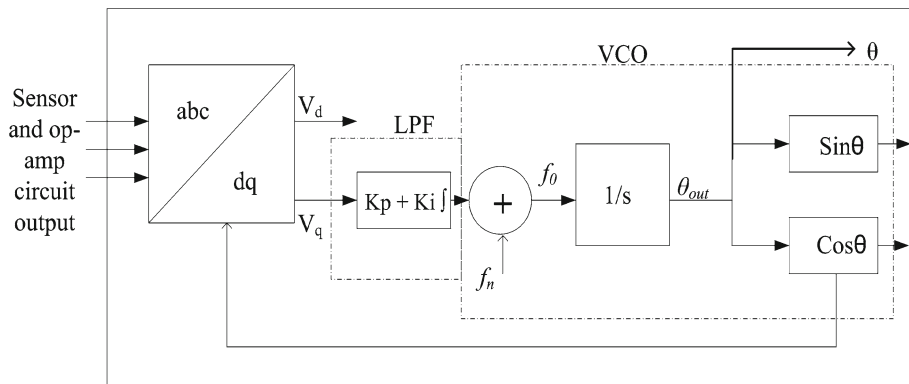 VCO
θ
Sensor
and op-
amp
circuit
output
abc
dq
V_d
V_q
LPF
Kp + Ki ∫
+
f_0
f_n
1/s
θ_out
Sinθ
Cosθ